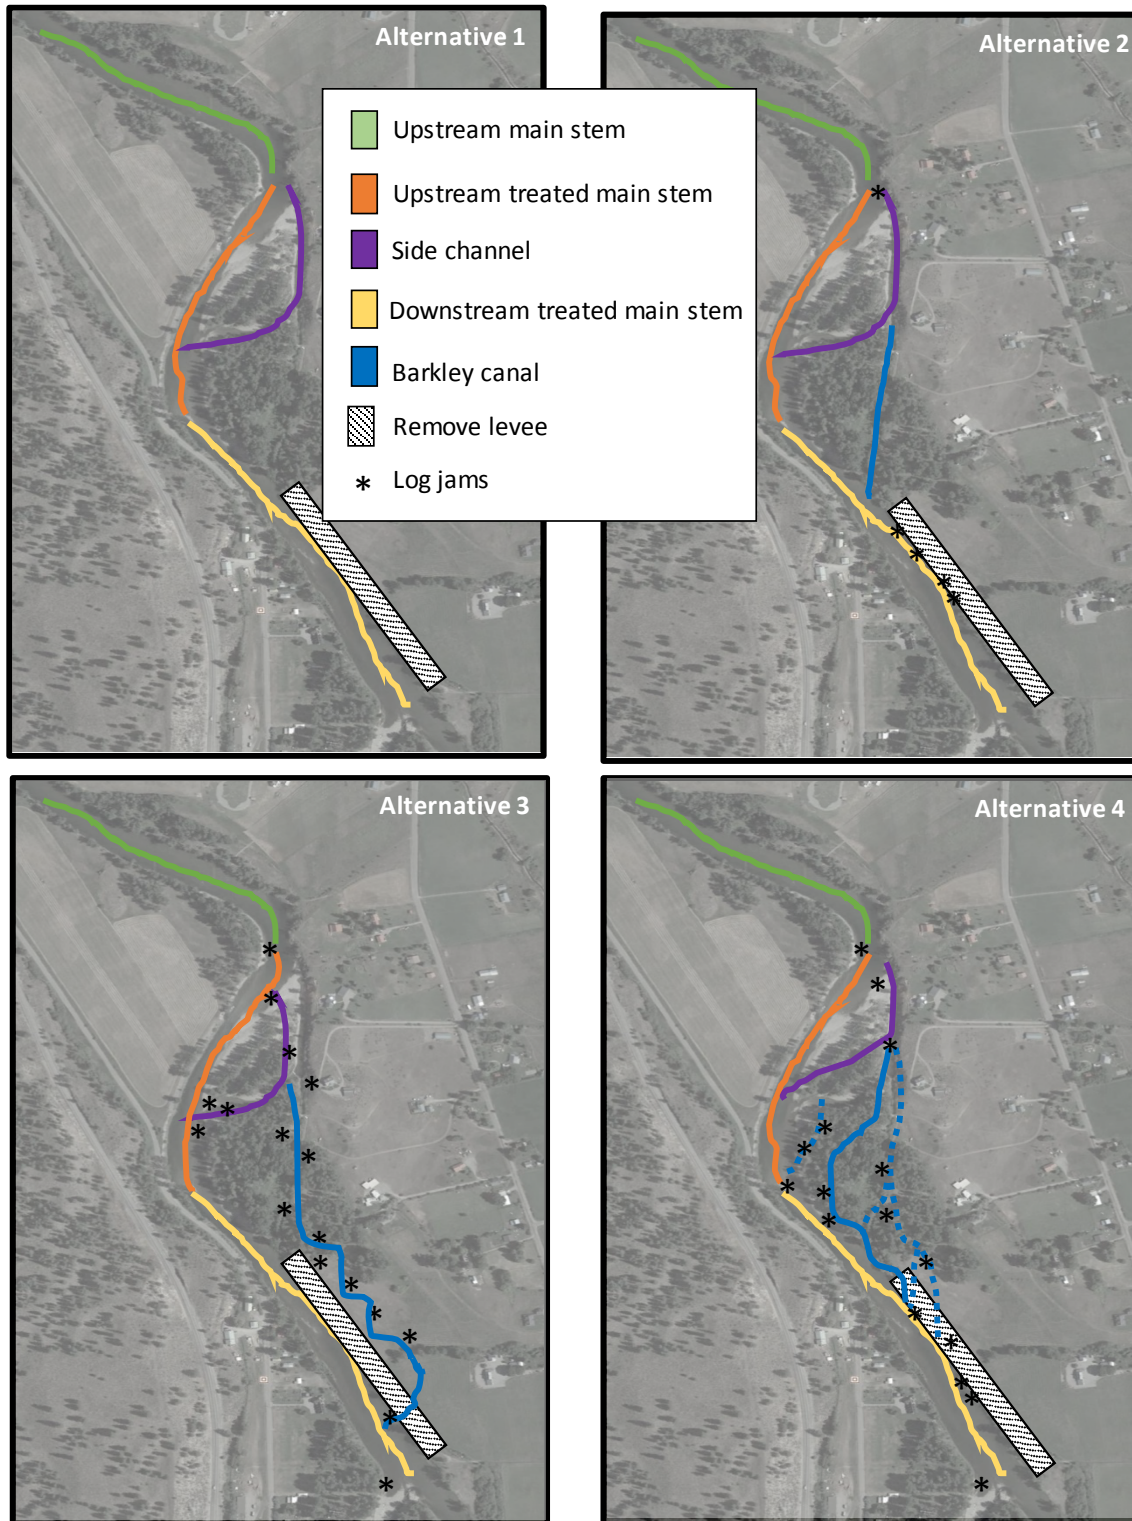 Alternative 1
Alternative 2
Upstream main stem
Upstream treated main stem
Side channel
Downstream treated main stem
Barkley canal
Remove levee
* Log jams
Alternative 3
Alternative 4